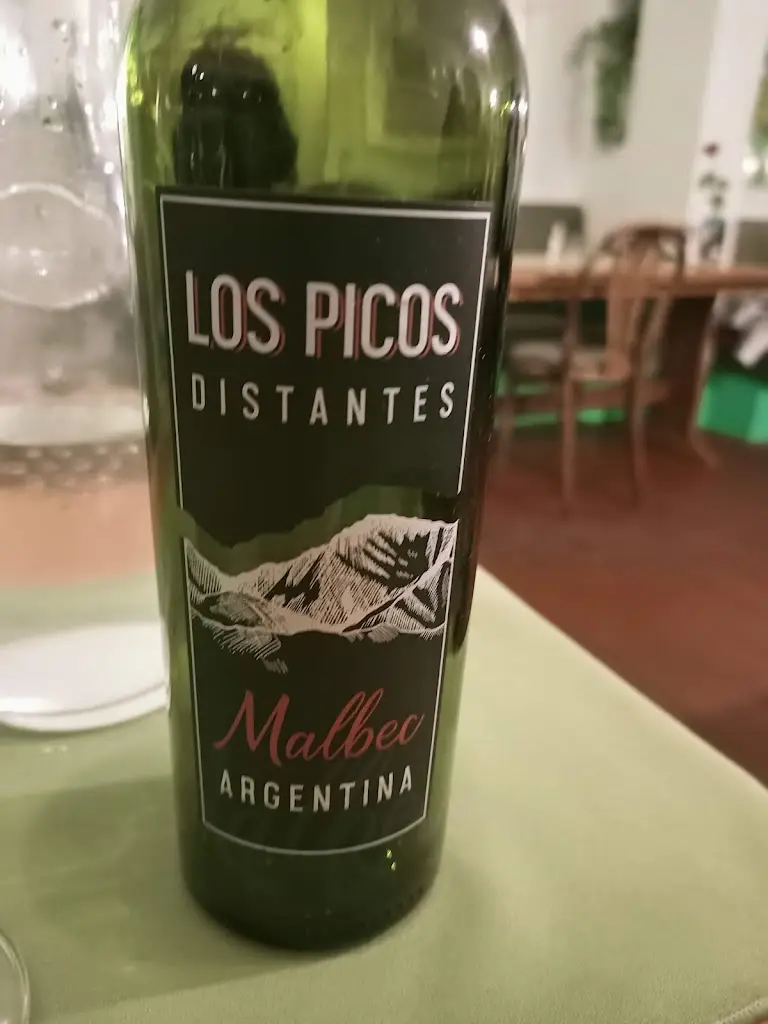 LOS PICOS
DISTANTES
Malbec
ARGENTINA